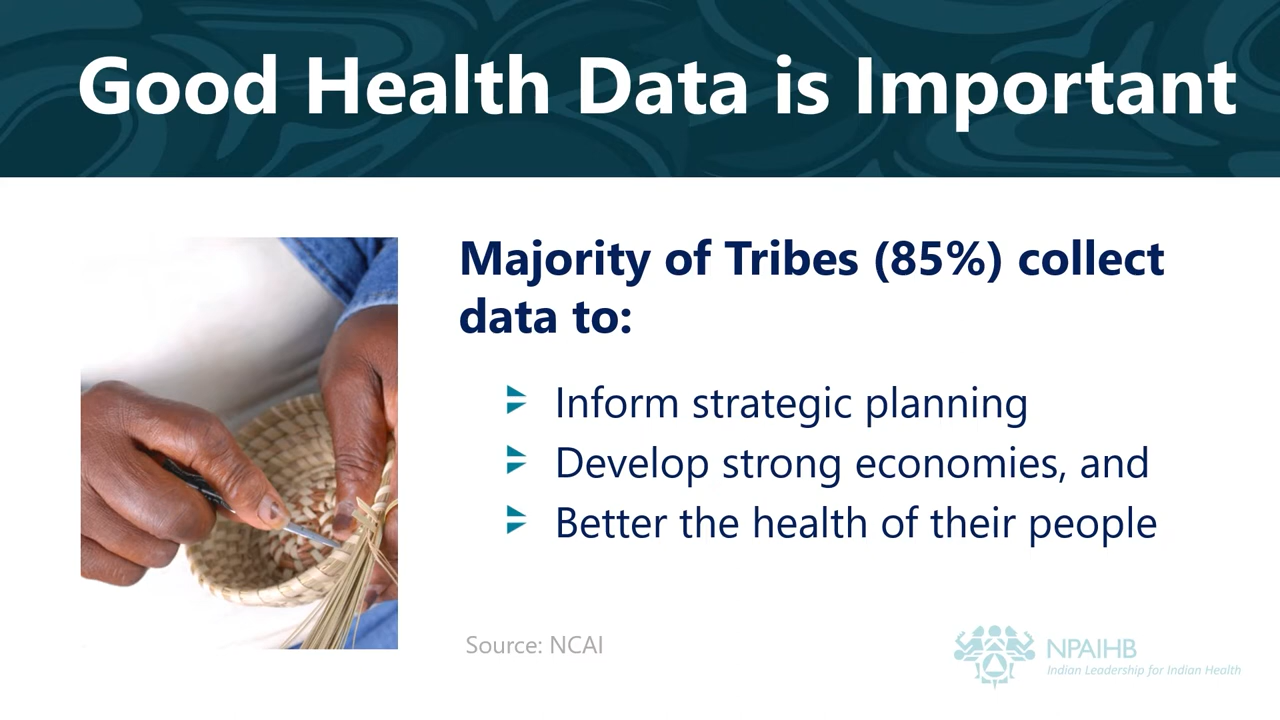 Good Health Data is Important
Majority of Tribes (85%) collect
data to:
Inform strategic planning
Develop strong economies, and
Better the health of their people
Source: NCAI
NPAIHB
Indian Leadership for Indian Health